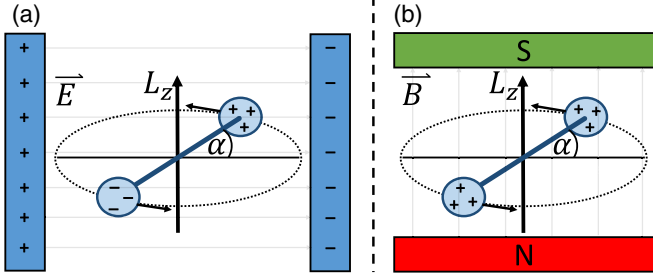 (a)
+ + + + + + +
− − − − − − −
E
L_z
+ + +
α
− − −
(b)
S
B
L_z
+ + +
α
+ + +
N